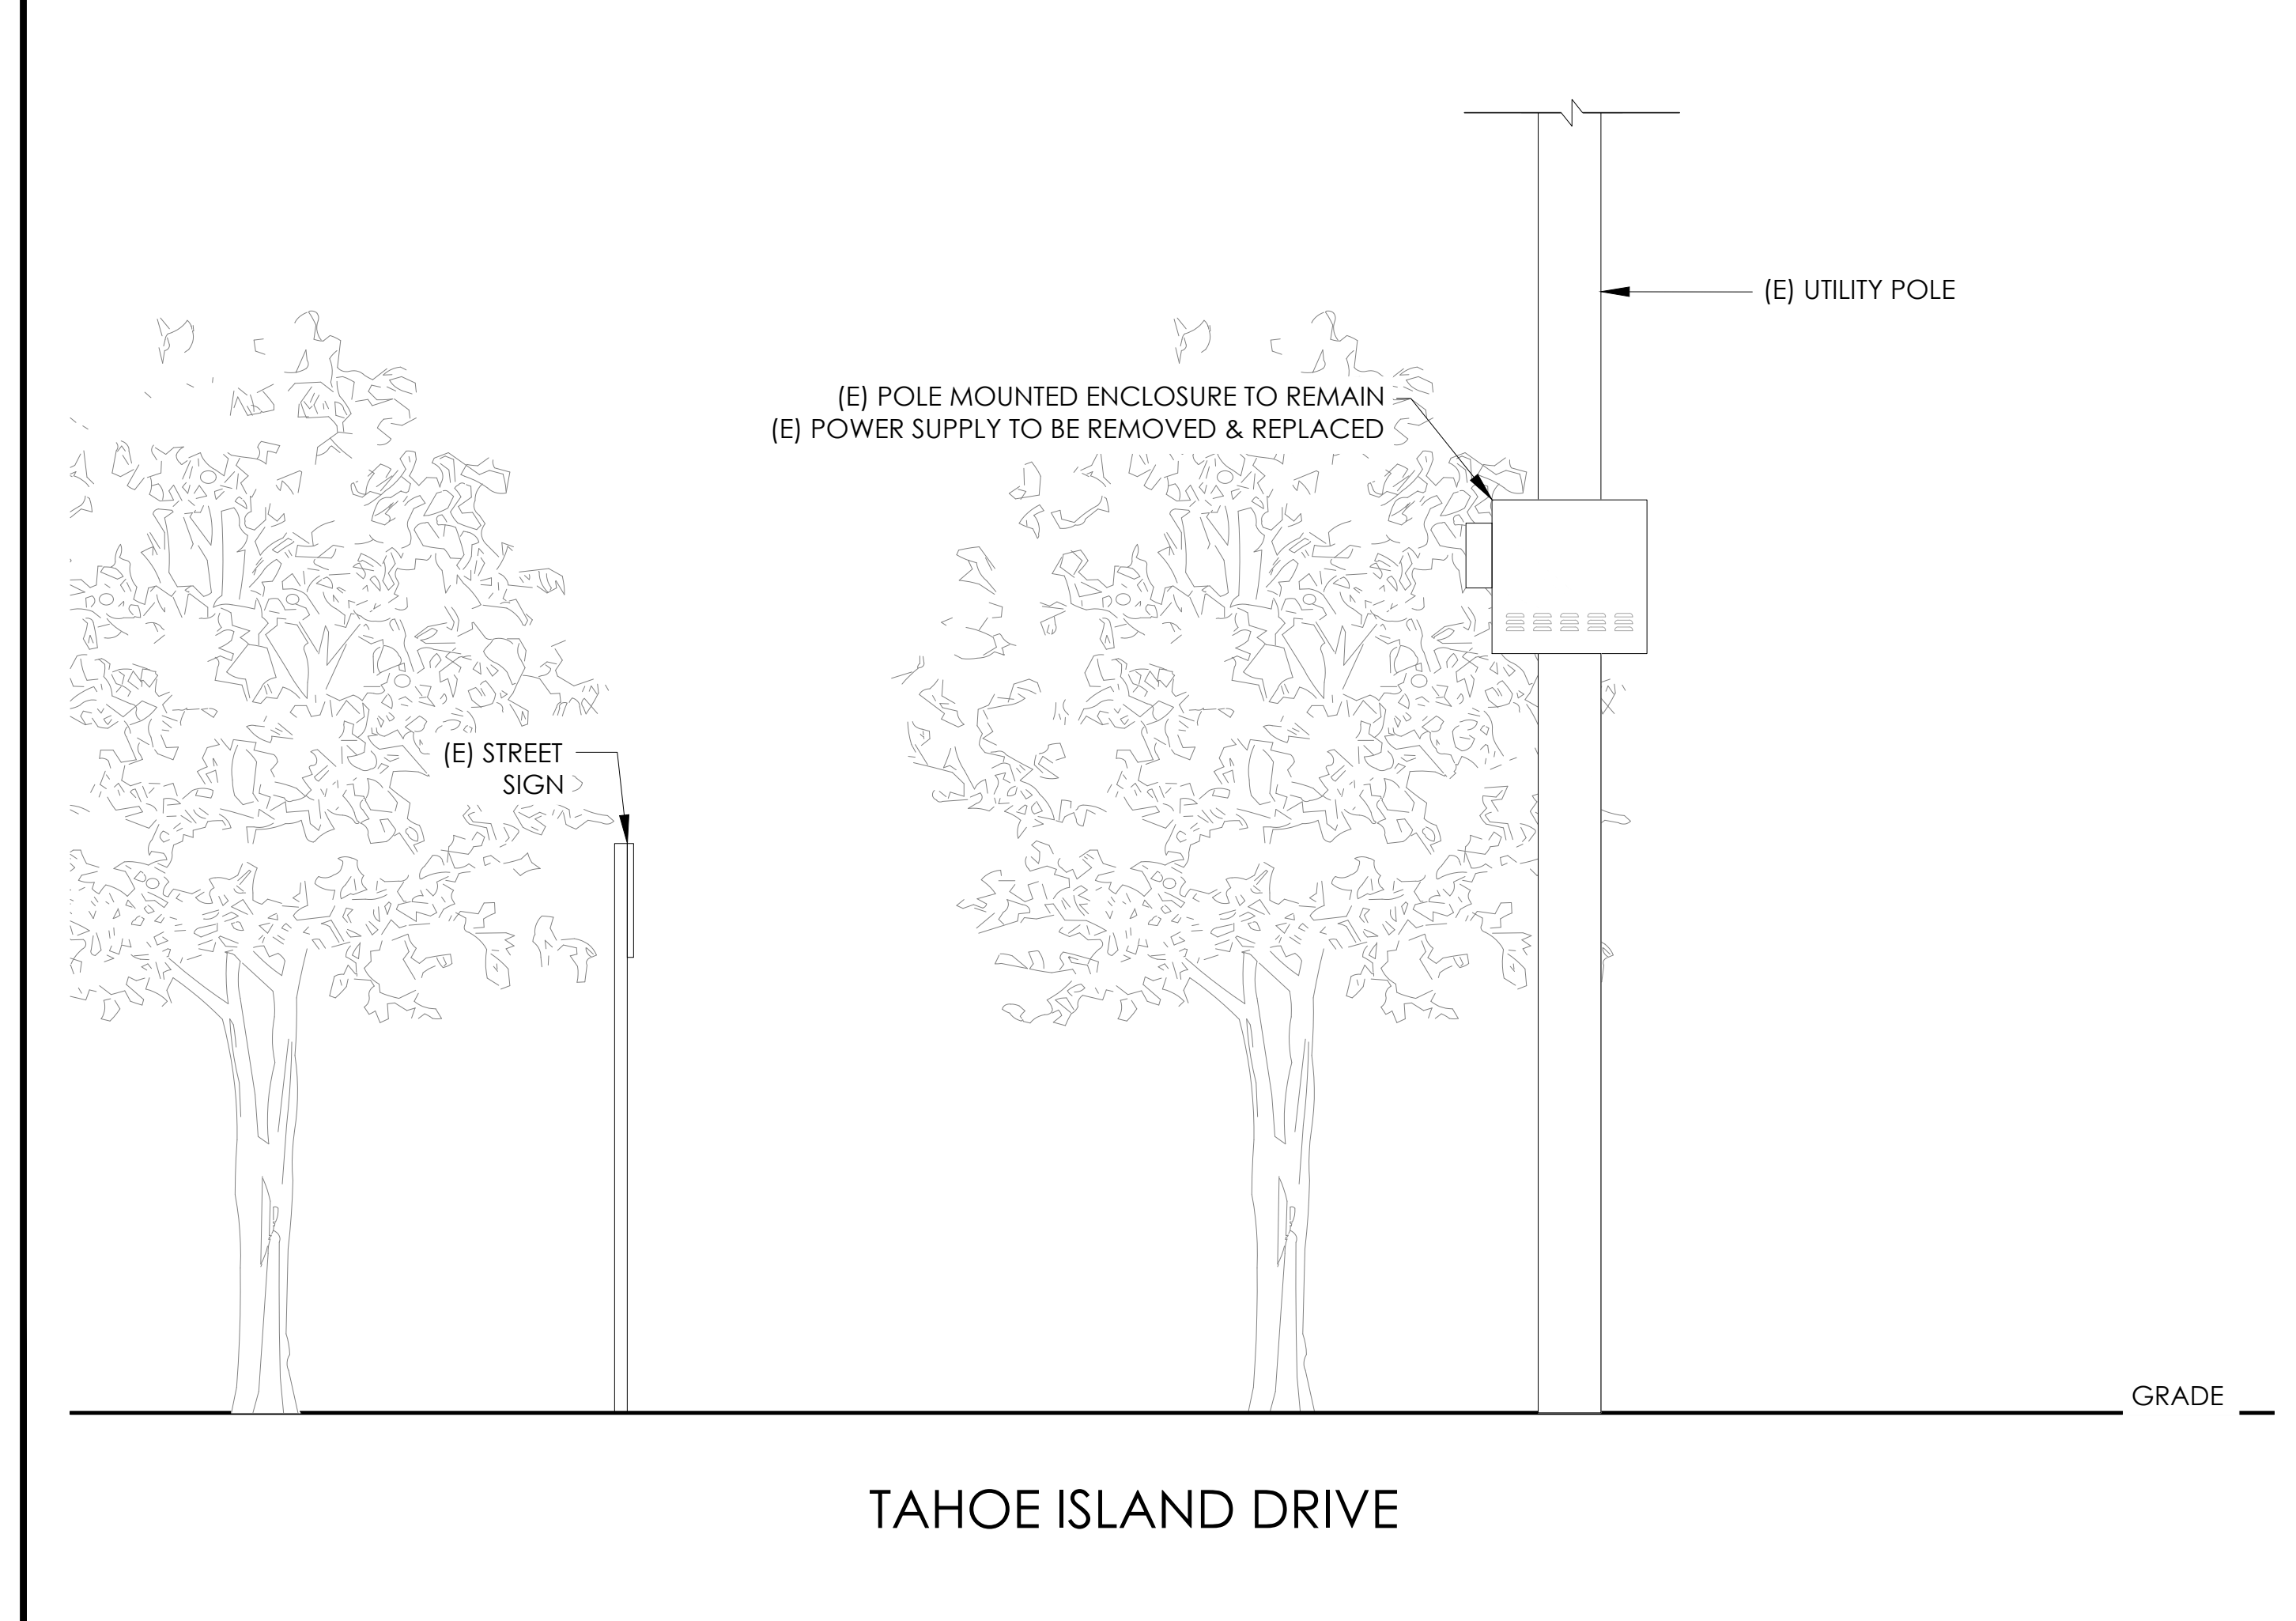 (E) UTILITY POLE
(E) POLE MOUNTED ENCLOSURE TO REMAIN
(E) POWER SUPPLY TO BE REMOVED & REPLACED
(E) STREET
SIGN
GRADE
TAHOE ISLAND DRIVE